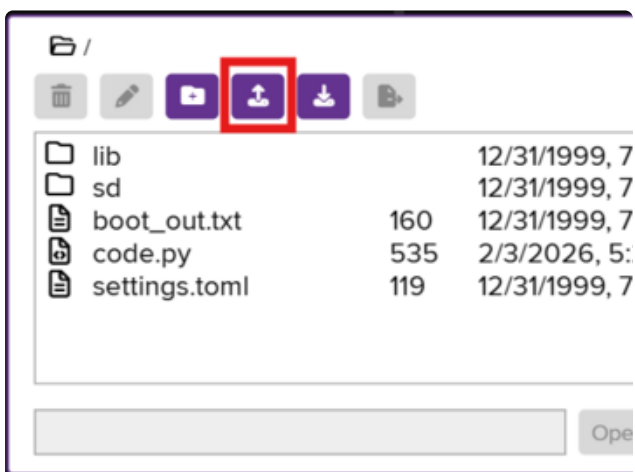 /
lib 12/31/1999, 7
sd 12/31/1999, 7
boot_out.txt 160 12/31/1999, 7
code.py 535 2/3/2026, 5:
settings.toml 119 12/31/1999, 7
Ope